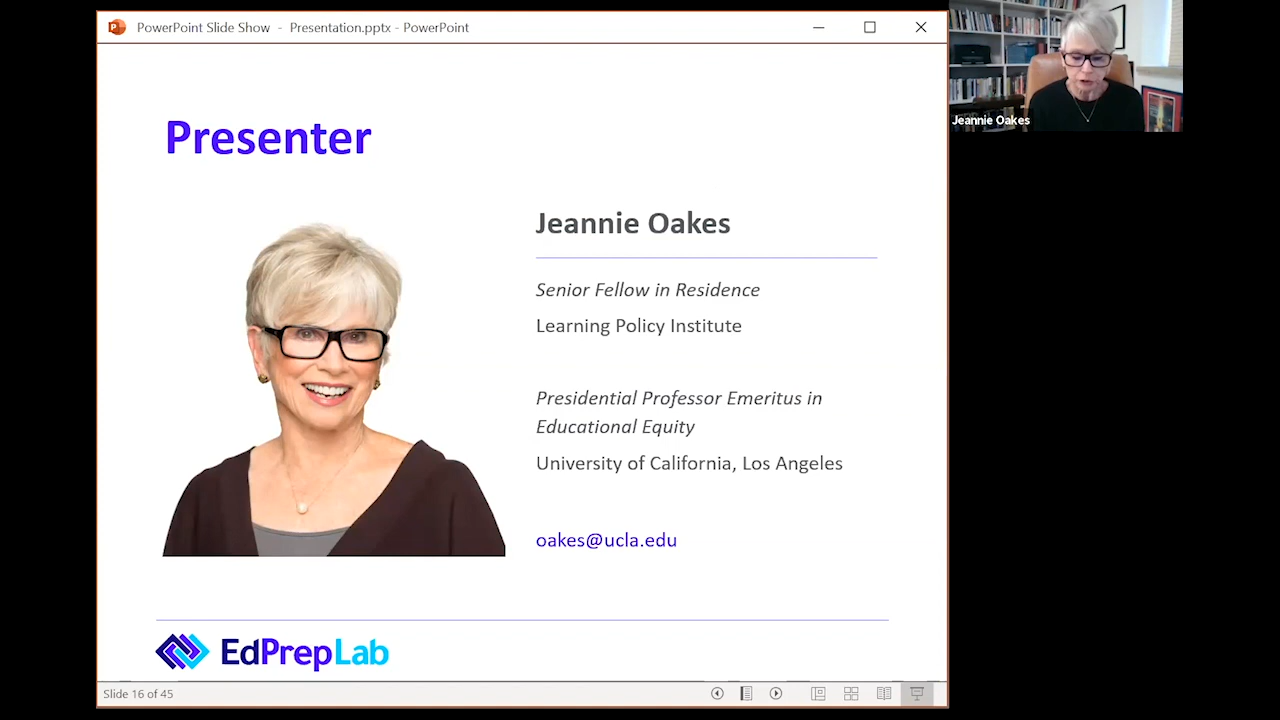 PowerPoint Slide Show - Presentation.pptx - PowerPoint
Jeannie Oakes
Presenter
Jeannie Oakes
Senior Fellow in Residence
Learning Policy Institute
Presidential Professor Emeritus in
Educational Equity
University of California, Los Angeles
oakes@ucla.edu
EdPrepLab
Slide 16 of 45